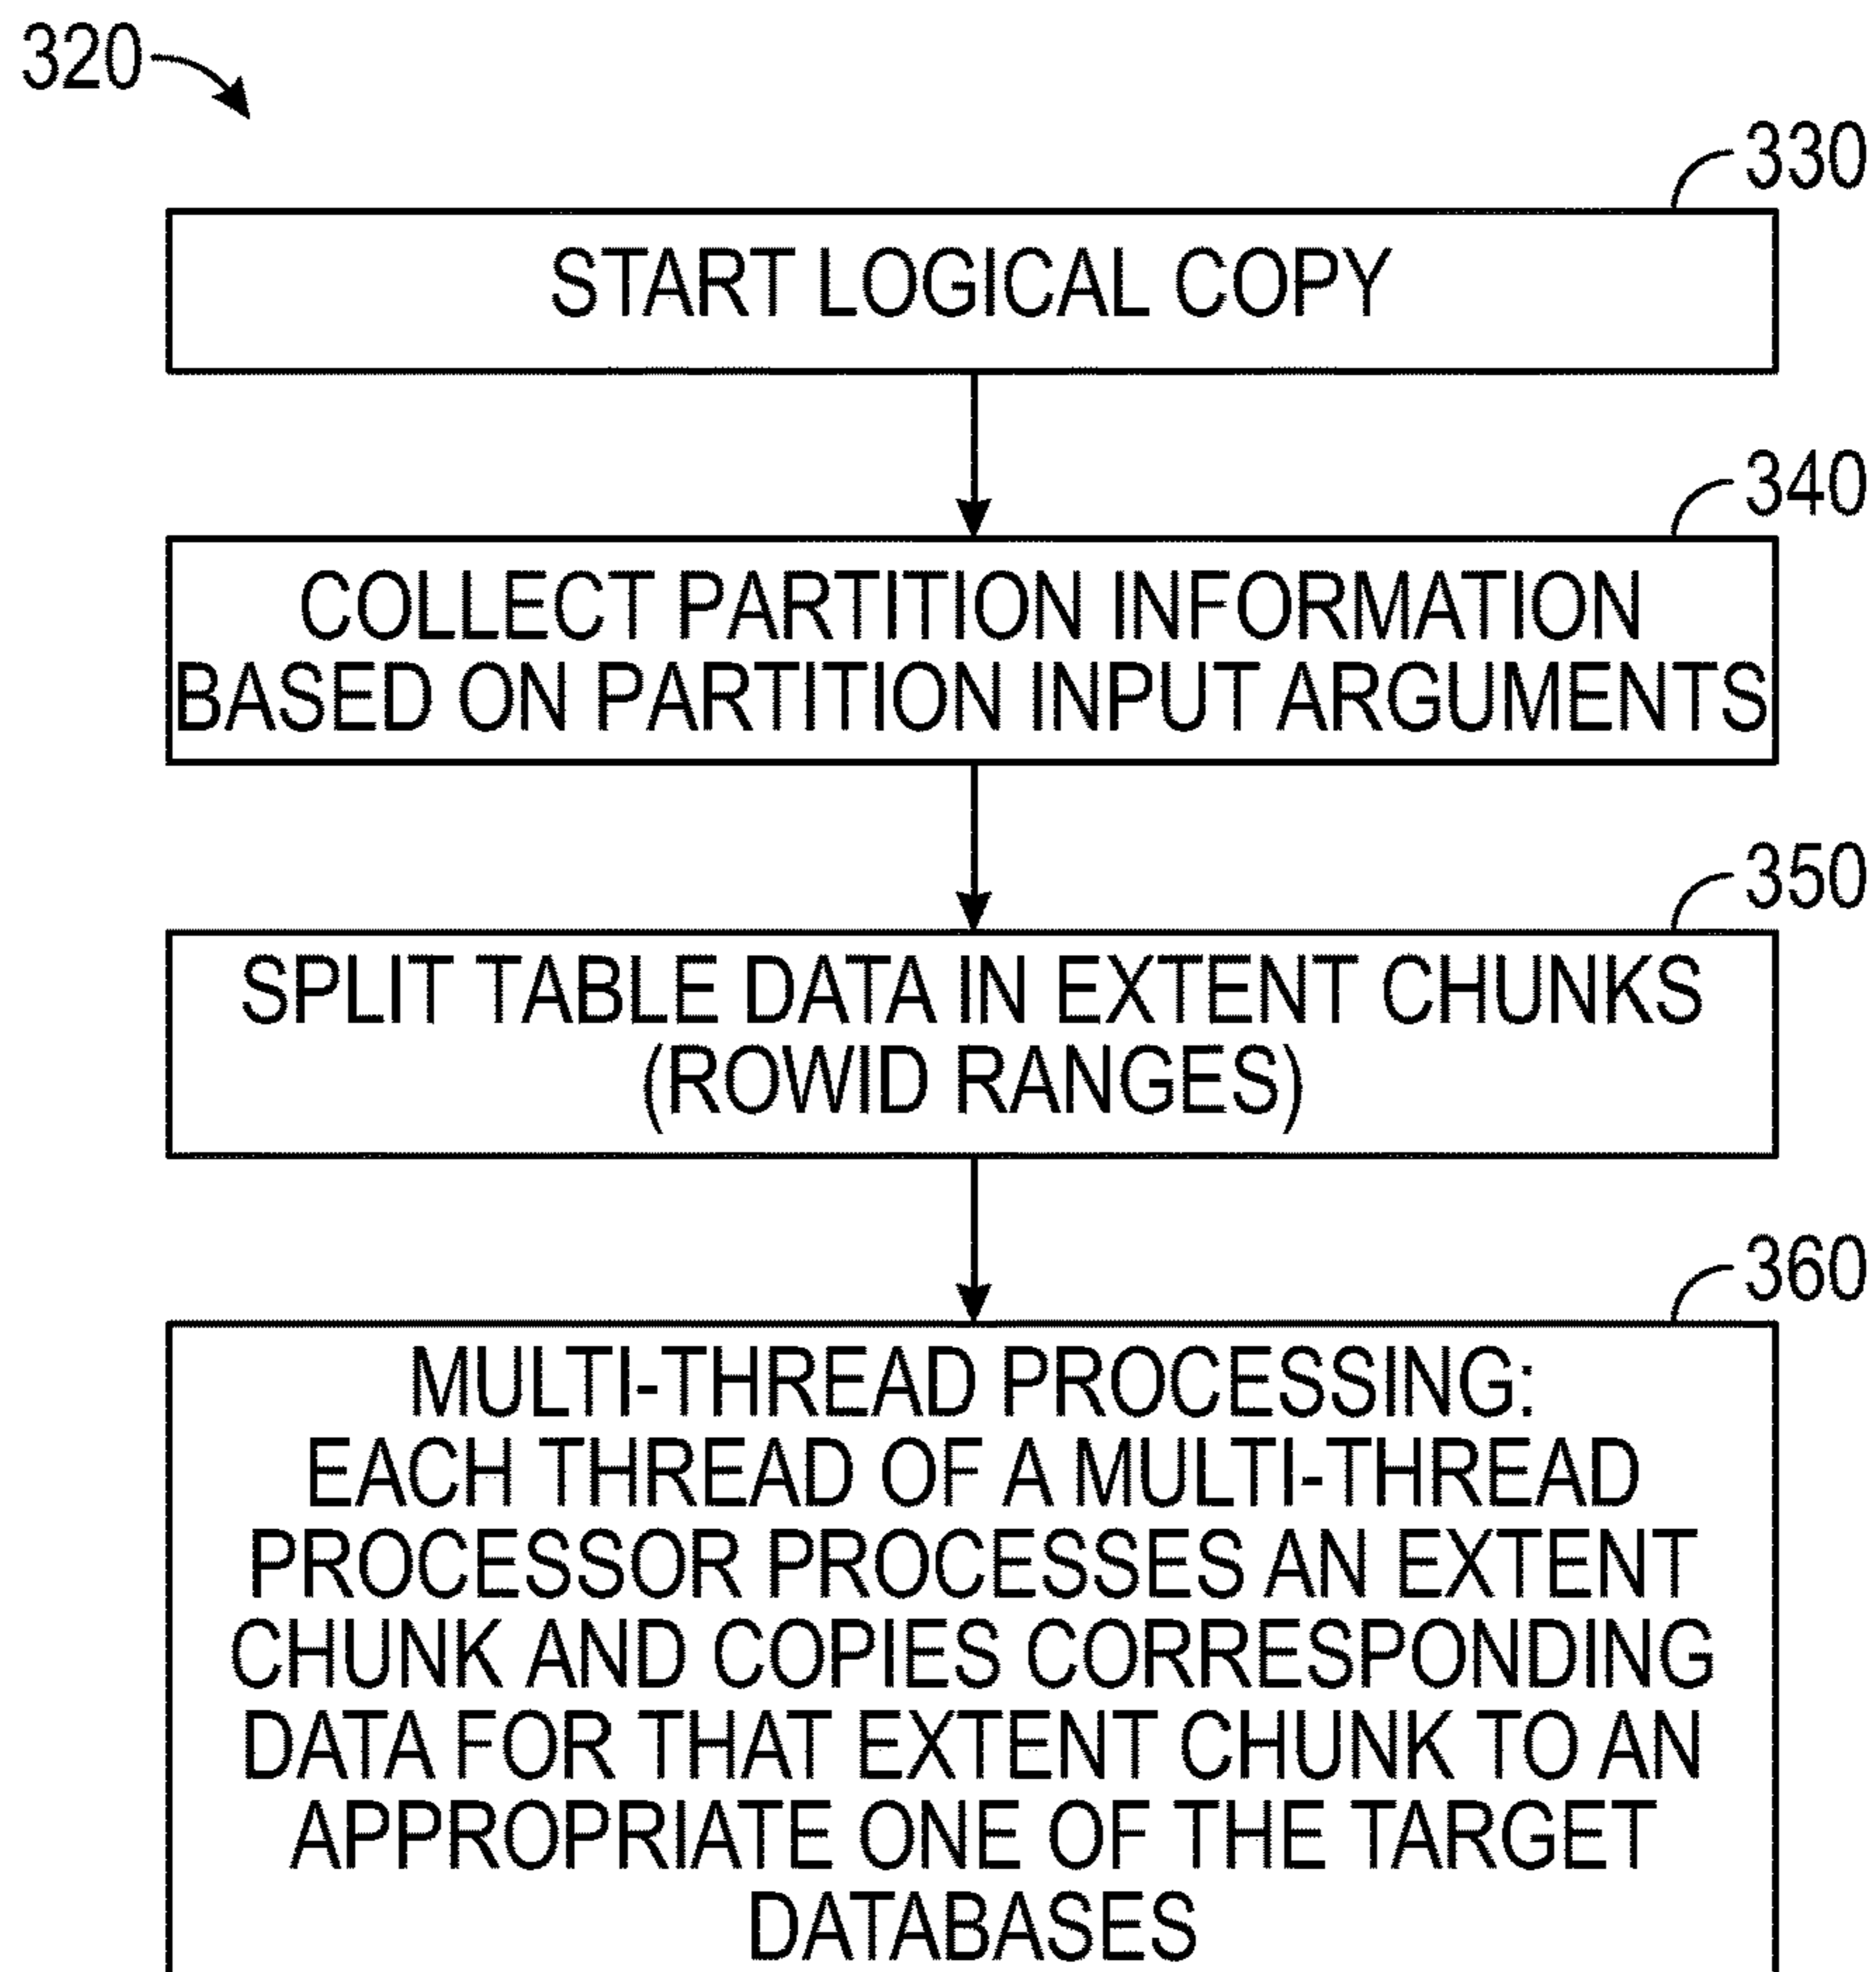 320
330
START LOGICAL COPY
340
COLLECT PARTITION INFORMATION
BASED ON PARTITION INPUT ARGUMENTS
350
SPLIT TABLE DATA IN EXTENT CHUNKS
(ROWID RANGES)
360
MULTI-THREAD PROCESSING:
EACH THREAD OF A MULTI-THREAD
PROCESSOR PROCESSES AN EXTENT
CHUNK AND COPIES CORRESPONDING
DATA FOR THAT EXTENT CHUNK TO AN
APPROPRIATE ONE OF THE TARGET
DATABASES